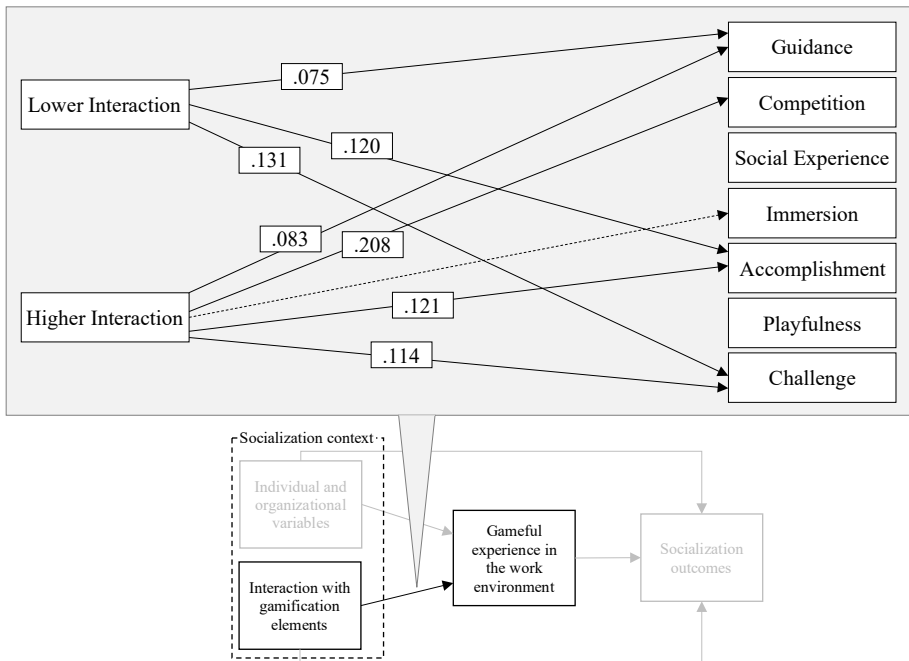 Guidance
.075
Lower Interaction
Competition
.120
.131
Social Experience
Immersion
.083
.208
Accomplishment
.121
Higher Interaction
Playfulness
.114
Challenge
Socialization context
Individual and
organizational
variables
Gameful
experience in
the work
environment
Socialization
outcomes
Interaction with
gamification
elements